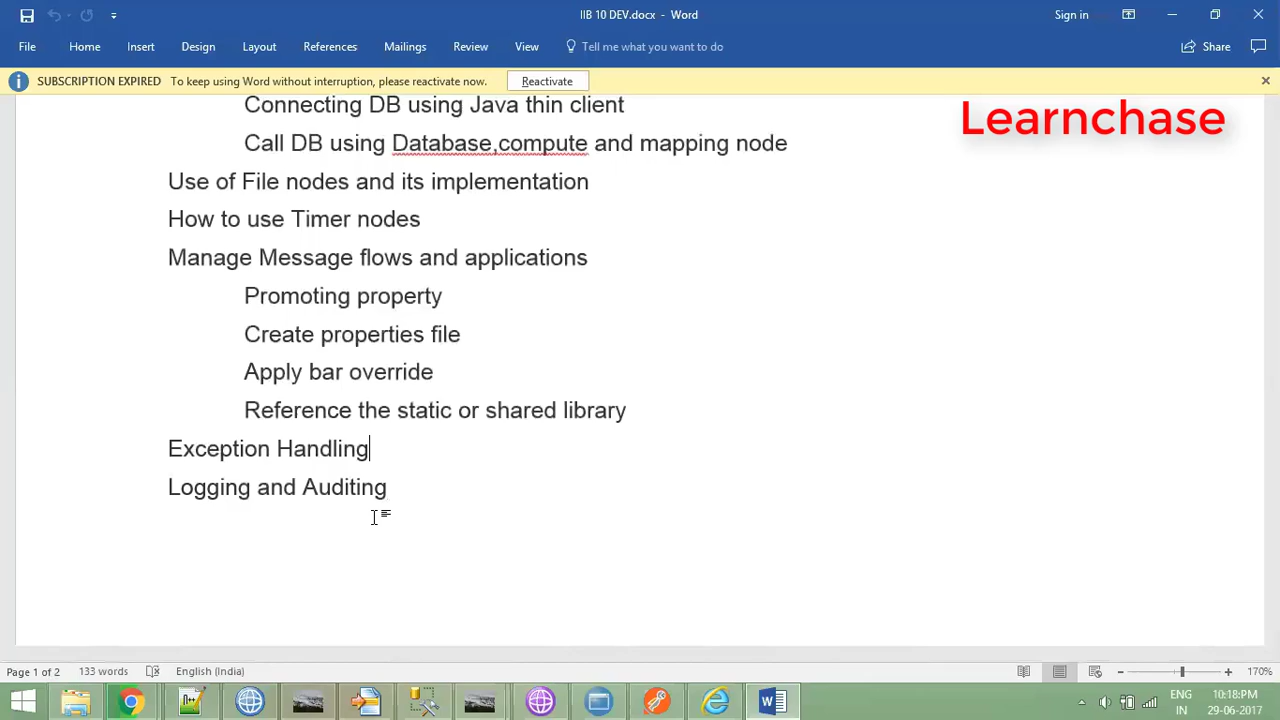 IIB 10 DEV.docx - Word
Sign in
File Home Insert Design Layout References Mailings Review View Tell me what you want to do Share
SUBSCRIPTION EXPIRED To keep using Word without interruption, please reactivate now. Reactivate
Learnchase
Connecting DB using Java thin client
Call DB using Database,compute and mapping node
Use of File nodes and its implementation
How to use Timer nodes
Manage Message flows and applications
Promoting property
Create properties file
Apply bar override
Reference the static or shared library
Exception Handling
Logging and Auditing
Page 1 of 2 133 words English (India) 170%
ENG 10:18 PM
IN 29-06-2017